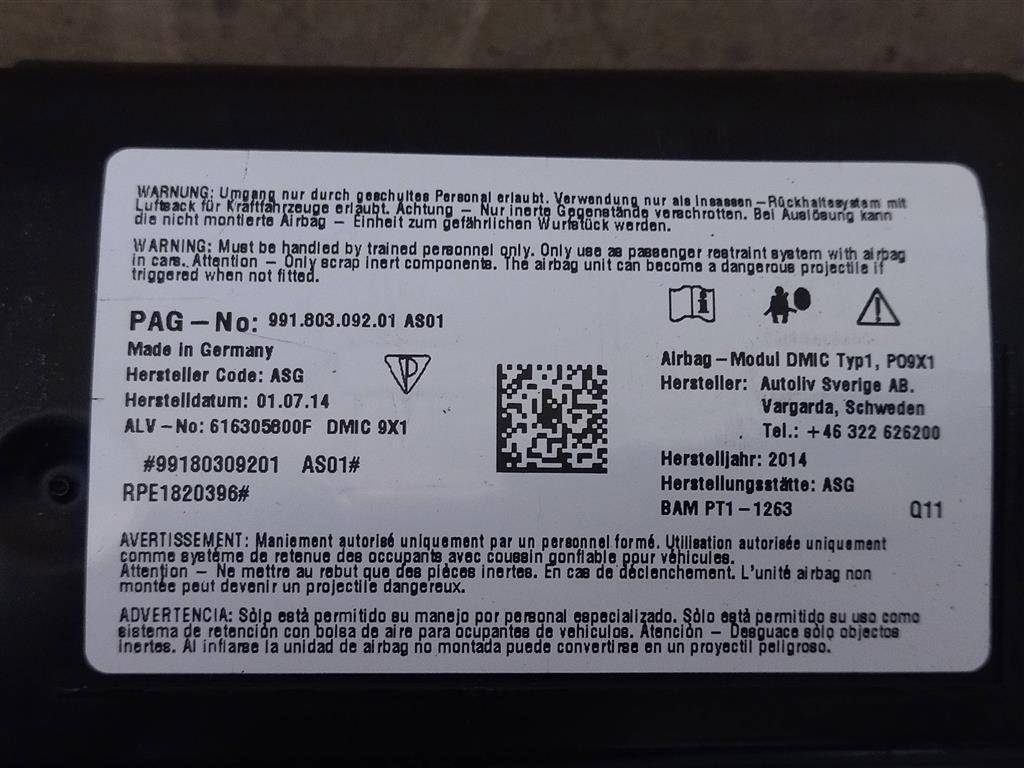 WARNUNG: Umgang nur durch geschultes Personal erlaubt. Verwendung nur als Insassen-Rückhaltesystem mit
Luftsack für Kraftfahrzeuge erlaubt. Achtung - Nur inerte Gegenstände verschrotten. Bei Auslösung kann
die nicht montierte Airbag - Einheit zum gefährlichen Wurfstück werden.
WARNING: Must be handled by trained personnel only. Only use as passenger restraint system with airbag
in cars. Attention - Only scrap inert components. The airbag unit can become a dangerous projectile if
triggered when not fitted.
PAG-No: 991.803.092.01 AS01
Made in Germany
Hersteller Code: ASG
Herstelldatum: 01.07.14
ALV-No: 616305800F DMIC 9X1
#99180309201 AS01#
RPE1820396#
Airbag-Modul DMIC Typ1, PO9X1
Hersteller: Autoliv Sverige AB.
Vargarda, Schweden
Tel.: +46 322 626200
Herstelljahr: 2014
Herstellungsstätte: ASG
BAM PT1-1263 Q11
AVERTISSEMENT: Maniement autorisé uniquement par un personnel formé. Utilisation autorisée uniquement
comme système de retenue des occupants avec coussin gonflable pour véhicules.
Attention - Ne mettre au rebut que des pièces inertes. En cas de déclenchement. L'unité airbag non
montée peut devenir un projectile dangereux.
ADVERTENCIA: Sólo está permitido su manejo por personal especializado. Sólo está permitido su uso como
sistema de retención con bolsa de aire para ocupantes de vehículos. Atención - Desguace sólo objectos
inertes. Al inflarse la unidad de airbag no montada puede convertirse en un proyectil peligroso.